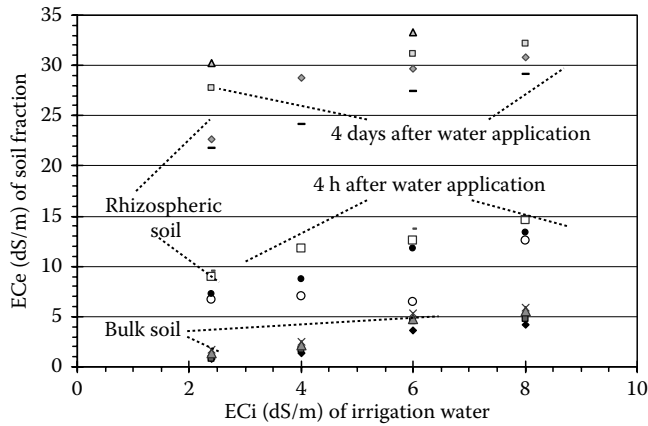 35
30
25
20
15
10
5
0
ECe (dS/m) of soil fraction
4 days after water application
4 h after water application
Rhizospheric
soil
Bulk soil
0 2 4 6 8 10
ECi (dS/m) of irrigation water